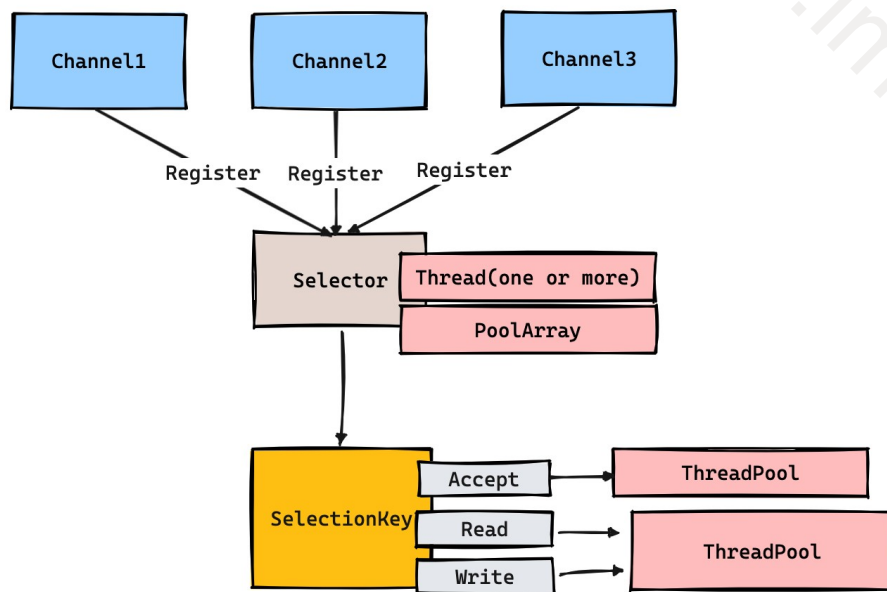 Channel1
Channel2
Channel3
Register
Register
Register
Selector
Thread(one or more)
PoolArray
SelectionKey
Accept
ThreadPool
Read
ThreadPool
Write